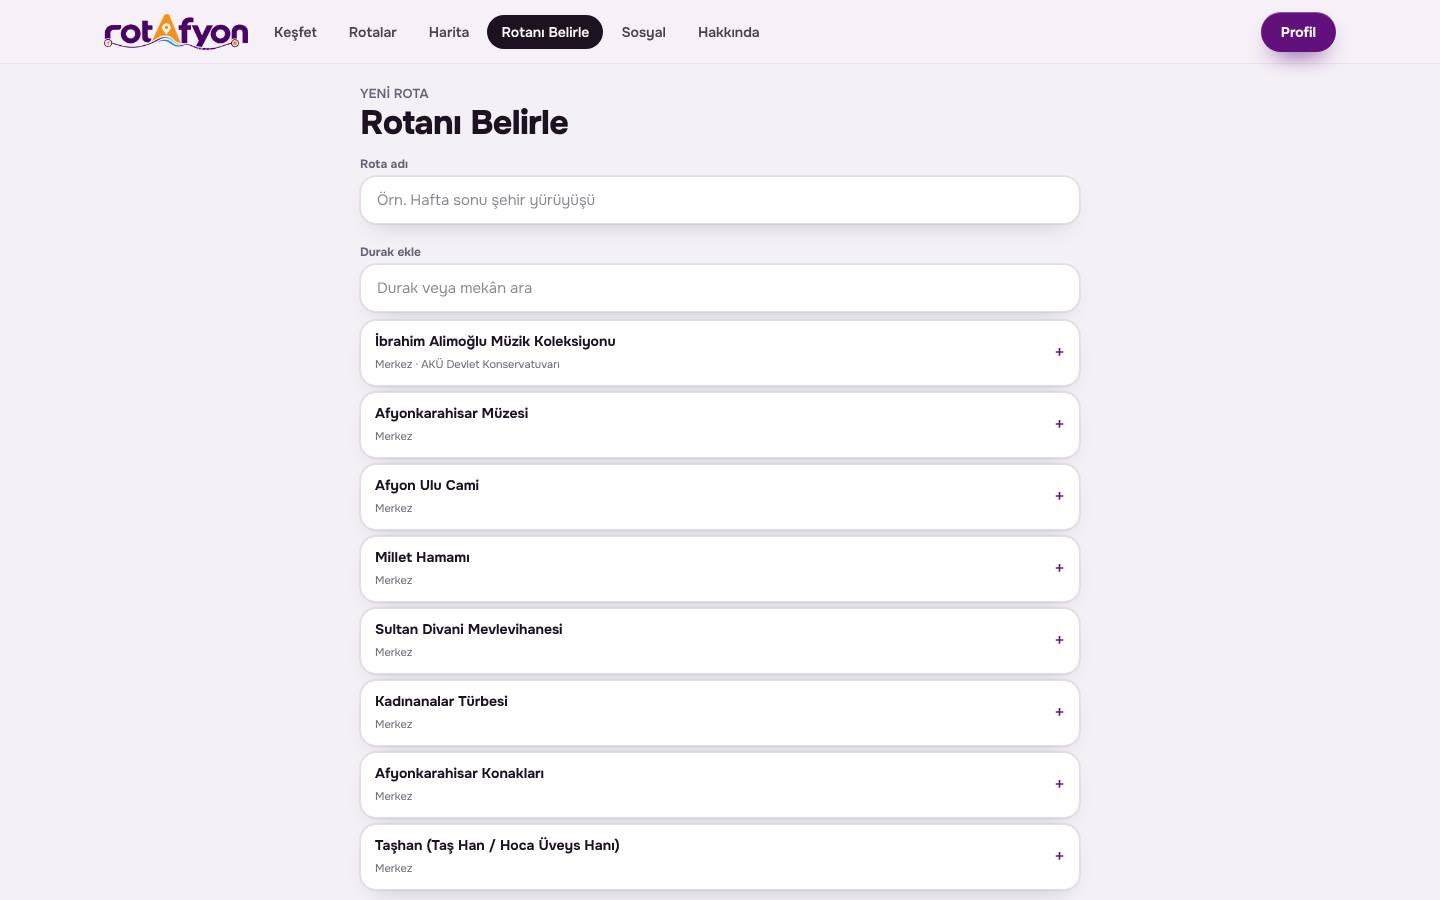 rotAfyon
Keşfet
Rotalar
Harita
Rotanı Belirle
Sosyal
Hakkında
Profil
YENİ ROTA
Rotanı Belirle
Rota adı
Örn. Hafta sonu şehir yürüyüşü
Durak ekle
Durak veya mekân ara
İbrahim Alimoğlu Müzik Koleksiyonu
Merkez · AKÜ Devlet Konservatuvarı
+
Afyonkarahisar Müzesi
Merkez
+
Afyon Ulu Cami
Merkez
+
Millet Hamamı
Merkez
+
Sultan Divani Mevlevihanesi
Merkez
+
Kadınanalar Türbesi
Merkez
+
Afyonkarahisar Konakları
Merkez
+
Taşhan (Taş Han / Hoca Üveys Hanı)
Merkez
+